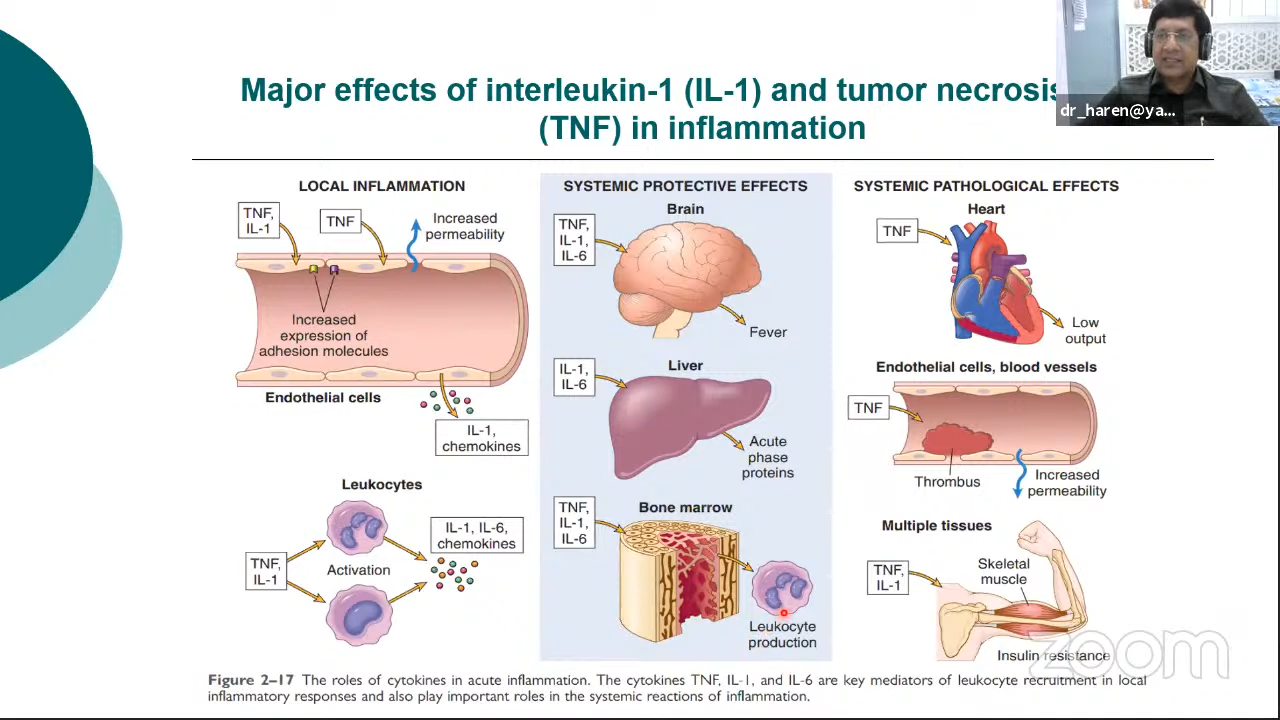 Major effects of interleukin-1 (IL-1) and tumor necrosis
(TNF) in inflammation
dr_haren@ya...
LOCAL INFLAMMATION
TNF,
IL-1
TNF
Increased
permeability
Increased
expression of
adhesion molecules
Endothelial cells
IL-1,
chemokines
Leukocytes
TNF,
IL-1
Activation
IL-1, IL-6,
chemokines
SYSTEMIC PROTECTIVE EFFECTS
Brain
TNF,
IL-1,
IL-6
Fever
Liver
IL-1,
IL-6
Acute
phase
proteins
Bone marrow
TNF,
IL-1,
IL-6
Leukocyte
production
SYSTEMIC PATHOLOGICAL EFFECTS
Heart
TNF
Low
output
Endothelial cells, blood vessels
TNF
Thrombus
Increased
permeability
Multiple tissues
TNF,
IL-1
Skeletal
muscle
Insulin resistance
zoom
Figure 2–17 The roles of cytokines in acute inflammation. The cytokines TNF, IL-1, and IL-6 are key mediators of leukocyte recruitment in local
inflammatory responses and also play important roles in the systemic reactions of inflammation.